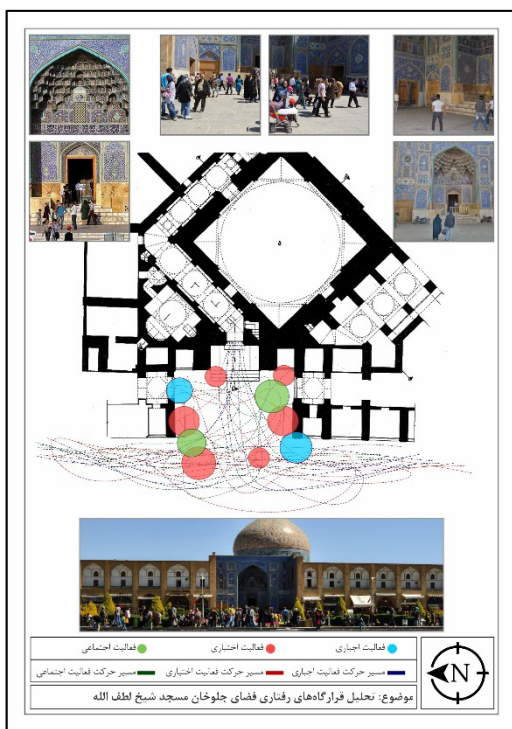 ۵
فعالیت اجباری
فعالیت اختیاری
فعالیت اجتماعی
مسیر حرکت فعالیت اجباری
مسیر حرکت فعالیت اختیاری
مسیر حرکت فعالیت اجتماعی
N
موضوع: تحلیل قرارگاه‌های رفتاری فضای جلوخان مسجد شیخ لطف الله